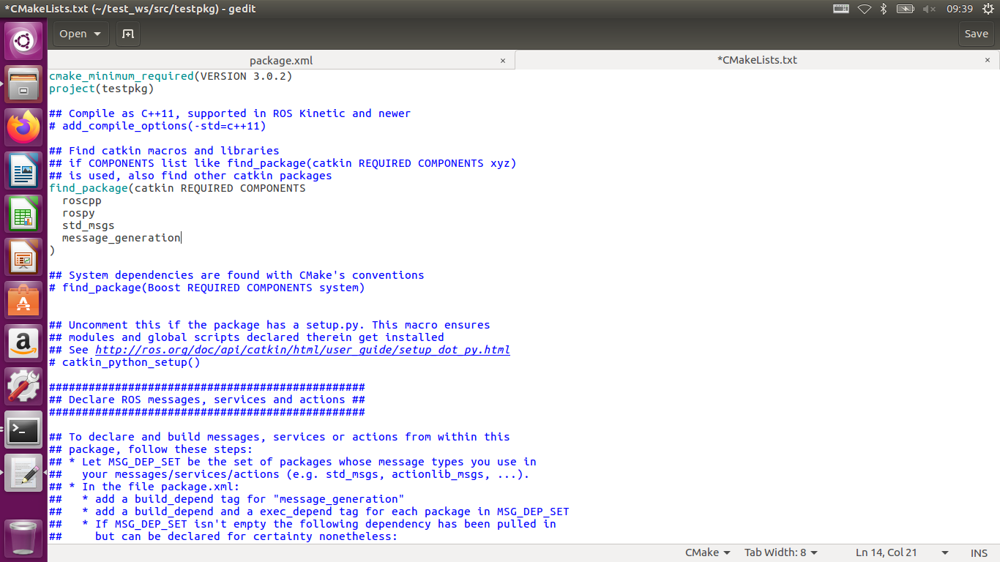 *CMakeLists.txt (~/test_ws/src/testpkg) - gedit
09:39
Open
Save
package.xml ×
*CMakeLists.txt ×
cmake_minimum_required(VERSION 3.0.2)
project(testpkg)
## Compile as C++11, supported in ROS Kinetic and newer
# add_compile_options(-std=c++11)
## Find catkin macros and libraries
## if COMPONENTS list like find_package(catkin REQUIRED COMPONENTS xyz)
## is used, also find other catkin packages
find_package(catkin REQUIRED COMPONENTS
  roscpp
  rospy
  std_msgs
  message_generation
)
## System dependencies are found with CMake's conventions
# find_package(Boost REQUIRED COMPONENTS system)
## Uncomment this if the package has a setup.py. This macro ensures
## modules and global scripts declared therein get installed
## See http://ros.org/doc/api/catkin/html/user_guide/setup_dot_py.html
# catkin_python_setup()
################################################
## Declare ROS messages, services and actions ##
################################################
## To declare and build messages, services or actions from within this
## package, follow these steps:
## * Let MSG_DEP_SET be the set of packages whose message types you use in
##   your messages/services/actions (e.g. std_msgs, actionlib_msgs, ...).
## * In the file package.xml:
##   * add a build_depend tag for "message_generation"
##   * add a build_depend and a exec_depend tag for each package in MSG_DEP_SET
##   * If MSG_DEP_SET isn't empty the following dependency has been pulled in
##     but can be declared for certainty nonetheless:
CMake
Tab Width: 8
Ln 14, Col 21
INS